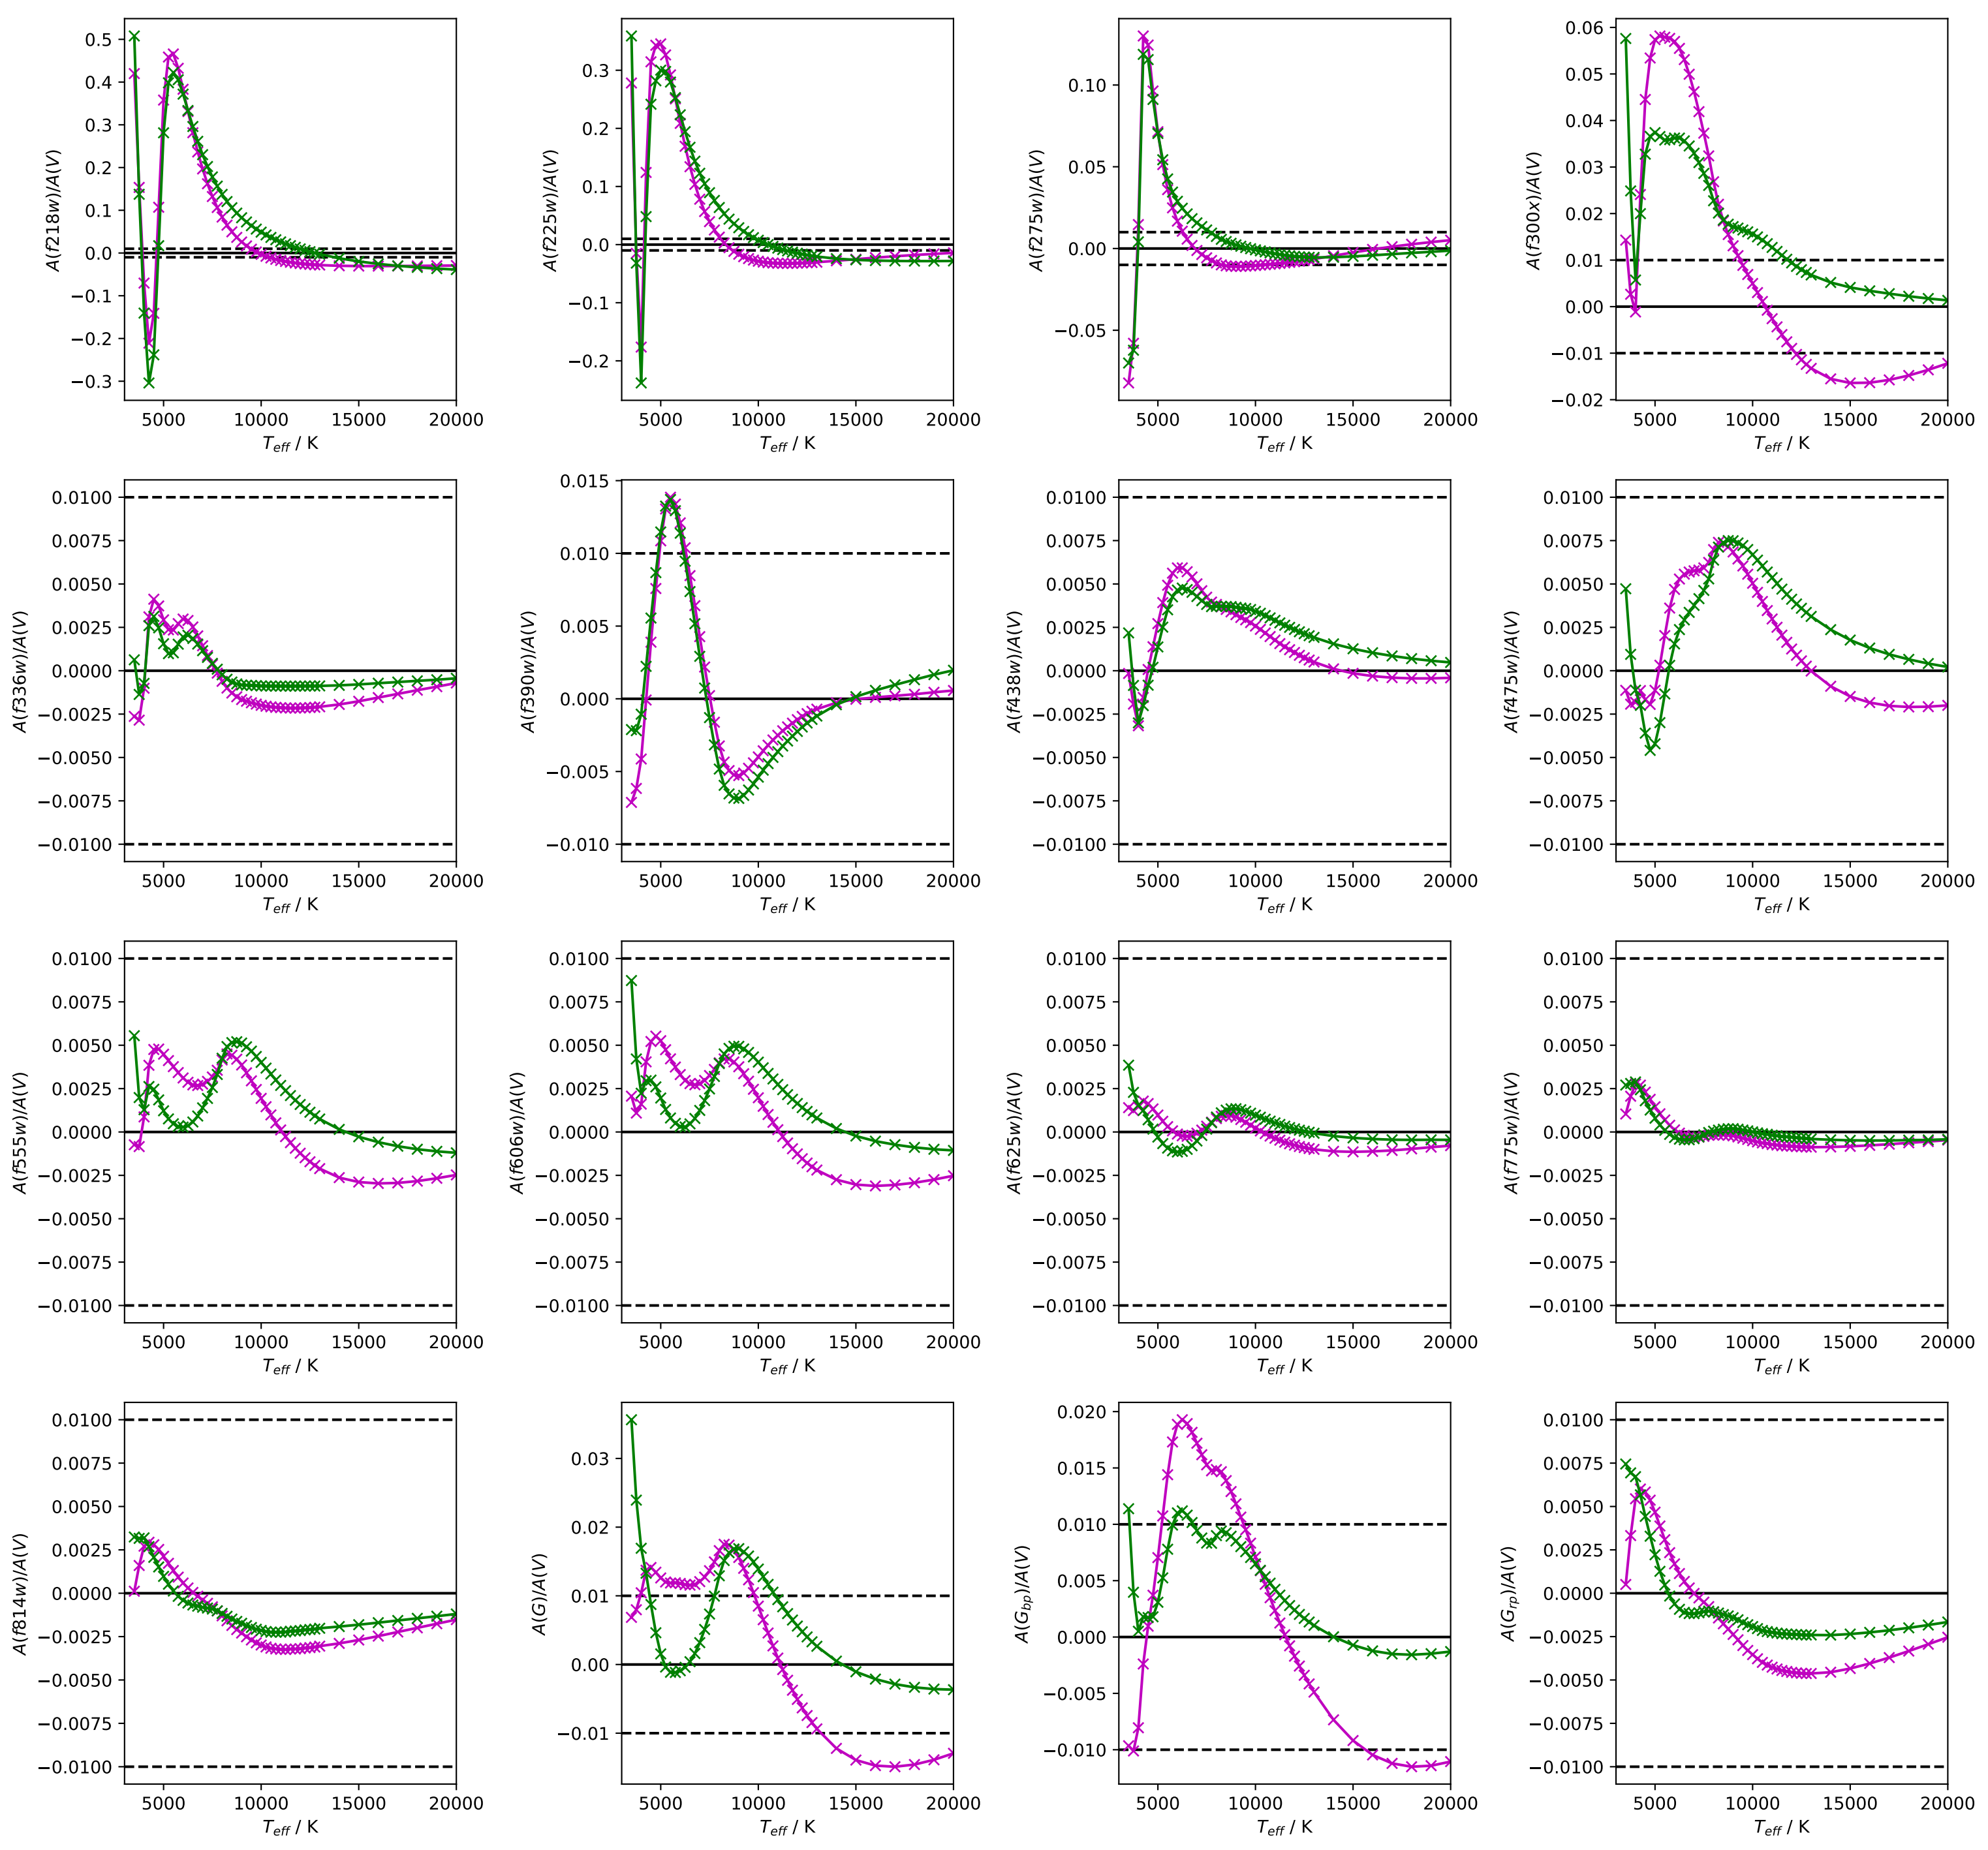 0.5
0.4
0.3
0.2
0.1
0.0
−0.1
−0.2
−0.3
A(f218w)/A(V)
5000 10000 15000 20000
T_eff / K
0.3
0.2
0.1
0.0
−0.1
−0.2
A(f225w)/A(V)
5000 10000 15000 20000
T_eff / K
0.10
0.05
0.00
−0.05
A(f275w)/A(V)
5000 10000 15000 20000
T_eff / K
0.06
0.05
0.04
0.03
0.02
0.01
0.00
−0.01
−0.02
A(f300x)/A(V)
5000 10000 15000 20000
T_eff / K
0.0100
0.0075
0.0050
0.0025
0.0000
−0.0025
−0.0050
−0.0075
−0.0100
A(f336w)/A(V)
5000 10000 15000 20000
T_eff / K
0.015
0.010
0.005
0.000
−0.005
−0.010
A(f390w)/A(V)
5000 10000 15000 20000
T_eff / K
0.0100
0.0075
0.0050
0.0025
0.0000
−0.0025
−0.0050
−0.0075
−0.0100
A(f438w)/A(V)
5000 10000 15000 20000
T_eff / K
0.0100
0.0075
0.0050
0.0025
0.0000
−0.0025
−0.0050
−0.0075
−0.0100
A(f475w)/A(V)
5000 10000 15000 20000
T_eff / K
0.0100
0.0075
0.0050
0.0025
0.0000
−0.0025
−0.0050
−0.0075
−0.0100
A(f555w)/A(V)
5000 10000 15000 20000
T_eff / K
0.0100
0.0075
0.0050
0.0025
0.0000
−0.0025
−0.0050
−0.0075
−0.0100
A(f606w)/A(V)
5000 10000 15000 20000
T_eff / K
0.0100
0.0075
0.0050
0.0025
0.0000
−0.0025
−0.0050
−0.0075
−0.0100
A(f625w)/A(V)
5000 10000 15000 20000
T_eff / K
0.0100
0.0075
0.0050
0.0025
0.0000
−0.0025
−0.0050
−0.0075
−0.0100
A(f775w)/A(V)
5000 10000 15000 20000
T_eff / K
0.0100
0.0075
0.0050
0.0025
0.0000
−0.0025
−0.0050
−0.0075
−0.0100
A(f814w)/A(V)
5000 10000 15000 20000
T_eff / K
0.03
0.02
0.01
0.00
−0.01
A(G)/A(V)
5000 10000 15000 20000
T_eff / K
0.020
0.015
0.010
0.005
0.000
−0.005
−0.010
A(G_bp)/A(V)
5000 10000 15000 20000
T_eff / K
0.0100
0.0075
0.0050
0.0025
0.0000
−0.0025
−0.0050
−0.0075
−0.0100
A(G_rp)/A(V)
5000 10000 15000 20000
T_eff / K